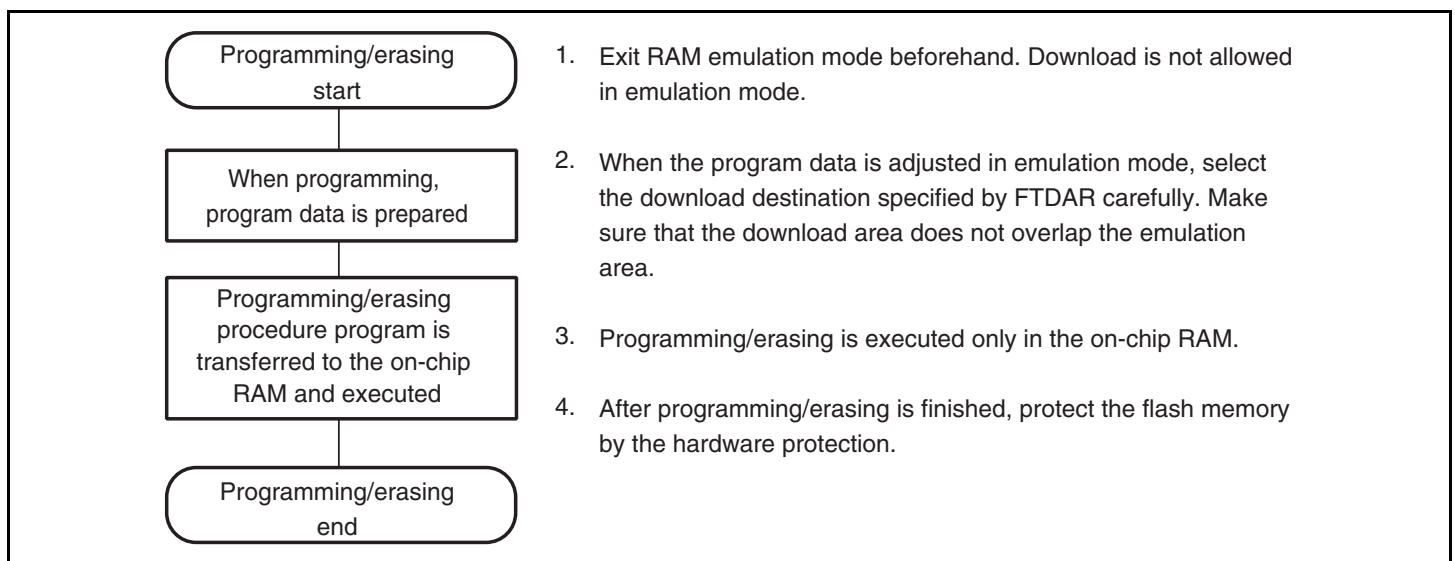 Programming/erasing
start
When programming,
program data is prepared
Programming/erasing
procedure program is
transferred to the on-chip
RAM and executed
Programming/erasing
end
1. Exit RAM emulation mode beforehand. Download is not allowed
in emulation mode.
2. When the program data is adjusted in emulation mode, select
the download destination specified by FTDAR carefully. Make
sure that the download area does not overlap the emulation
area.
3. Programming/erasing is executed only in the on-chip RAM.
4. After programming/erasing is finished, protect the flash memory
by the hardware protection.